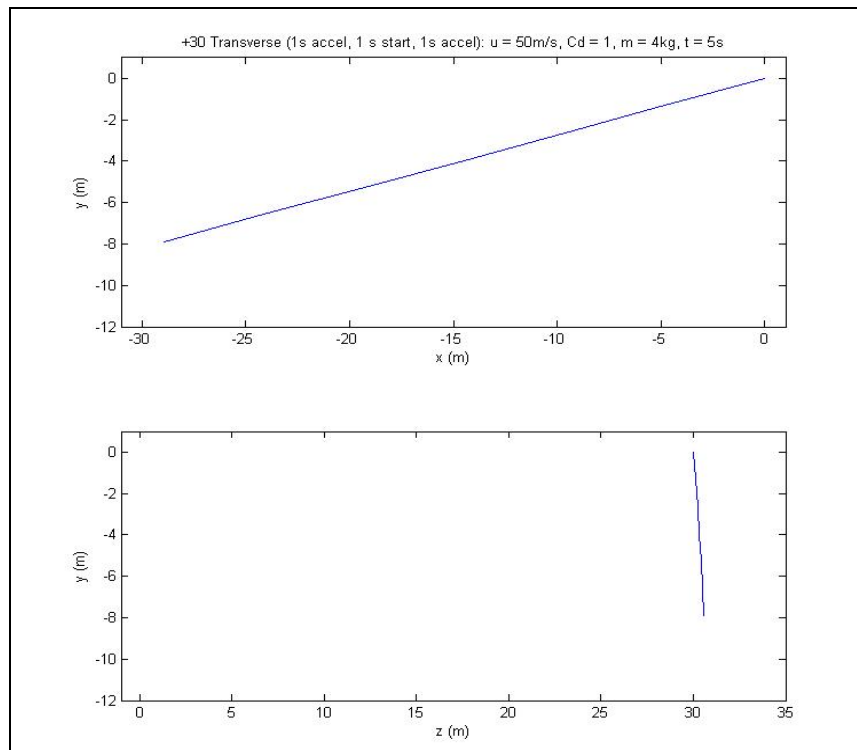 +30 Transverse (1s accel, 1 s start, 1s accel): u = 50m/s, Cd = 1, m = 4kg, t = 5s
0
-2
-4
-6
-8
-10
-12
y (m)
-30 -25 -20 -15 -10 -5 0
x (m)
0
-2
-4
-6
-8
-10
-12
y (m)
0 5 10 15 20 25 30 35
z (m)